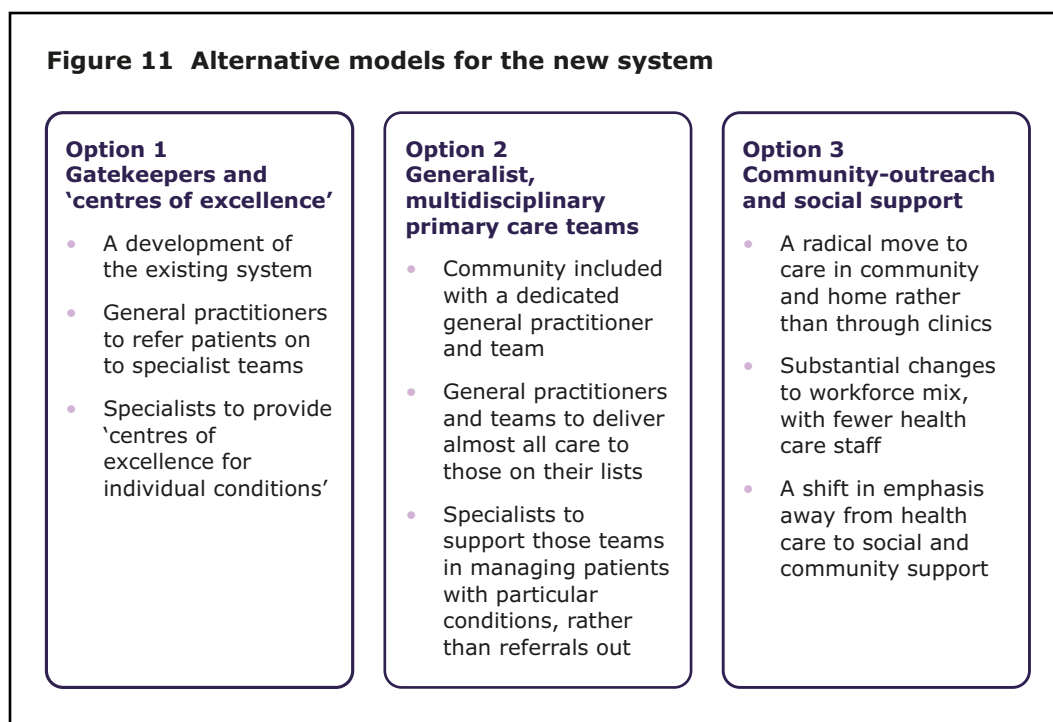 Figure 11 Alternative models for the new system
Option 1
Gatekeepers and
‘centres of excellence’
• A development of
the existing system
• General practitioners
to refer patients on
to specialist teams
• Specialists to provide
‘centres of
excellence for
individual conditions’
Option 2
Generalist,
multidisciplinary
primary care teams
• Community included
with a dedicated
general practitioner
and team
• General practitioners
and teams to deliver
almost all care to
those on their lists
• Specialists to
support those teams
in managing patients
with particular
conditions, rather
than referrals out
Option 3
Community-outreach
and social support
• A radical move to
care in community
and home rather
than through clinics
• Substantial changes
to workforce mix,
with fewer health
care staff
• A shift in emphasis
away from health
care to social and
community support